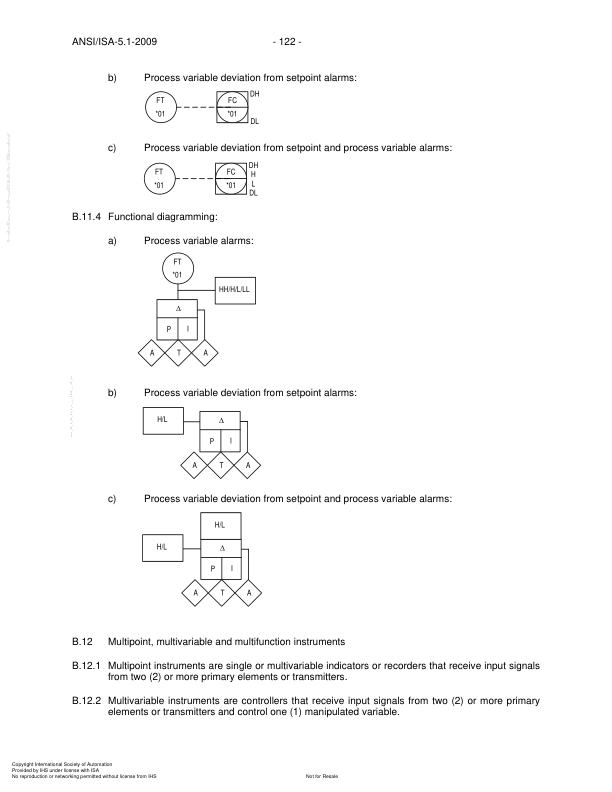 ANSI/ISA-5.1-2009
- 122 -
b) Process variable deviation from setpoint alarms:
FT
*01
FC
*01
DH
DL
c) Process variable deviation from setpoint and process variable alarms:
FT
*01
FC
*01
DH
H
L
DL
B.11.4 Functional diagramming:
a) Process variable alarms:
FT
*01
HH/H/L/LL
Δ
P I
A T A
b) Process variable deviation from setpoint alarms:
H/L
Δ
P I
A T A
c) Process variable deviation from setpoint and process variable alarms:
H/L
H/L
Δ
P I
A T A
B.12 Multipoint, multivariable and multifunction instruments
B.12.1 Multipoint instruments are single or multivariable indicators or recorders that receive input signals
from two (2) or more primary elements or transmitters.
B.12.2 Multivariable instruments are controllers that receive input signals from two (2) or more primary
elements or transmitters and control one (1) manipulated variable.
Copyright International Society of Automation
Provided by IHS under license with ISA
No reproduction or networking permitted without license from IHS
Not for Resale